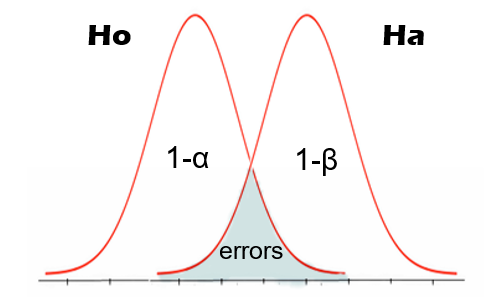 Ho
Ha
1-α
1-β
errors